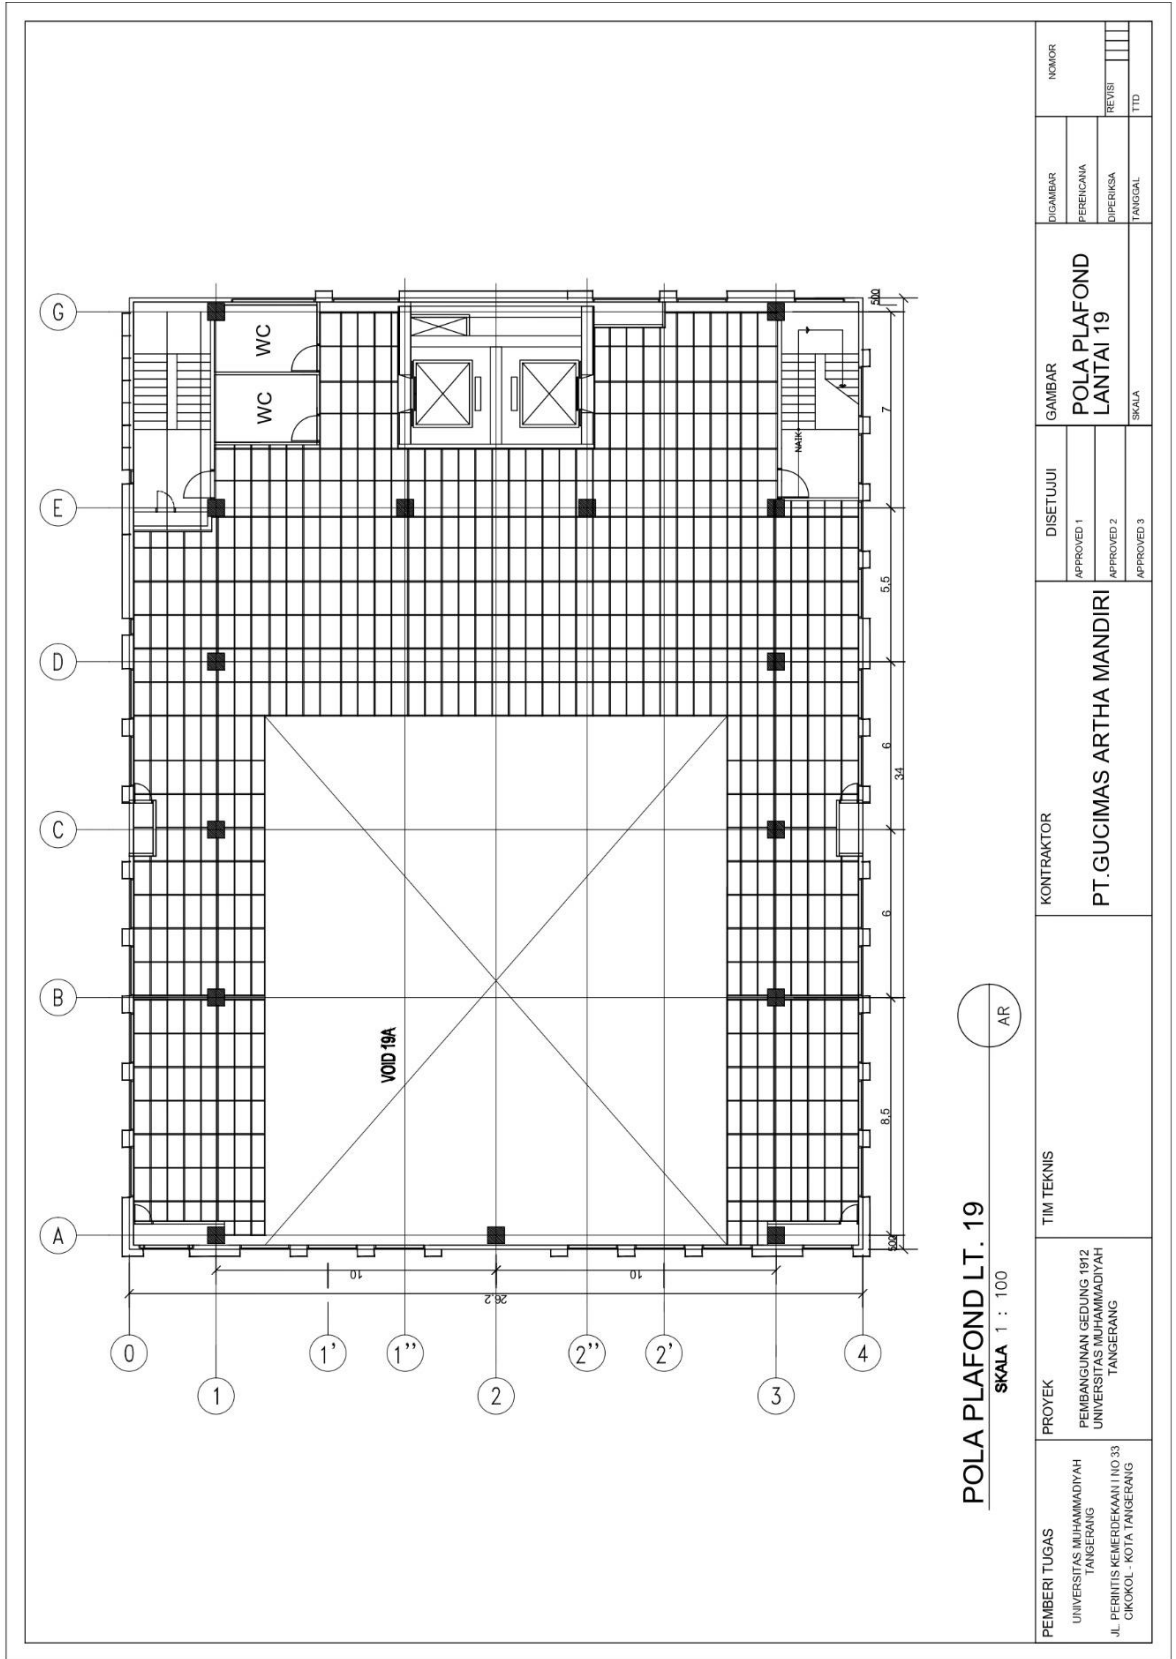 G
E
D
C
B
A
0
1
1'
1''
2
2''
2'
3
4
WC
WC
NAIK
VOID 19A
500
7
5.5
6
34
6
8.5
500
10
10
26.2
POLA PLAFOND LT. 19
SKALA 1 : 100
AR
PEMBERI TUGAS
UNIVERSITAS MUHAMMADIYAH
TANGERANG
JL. PERINTIS KEMERDEKAAN I NO 33
CIKOKOL - KOTA TANGERANG
PROYEK
PEMBANGUNAN GEDUNG 1912
UNIVERSITAS MUHAMMADIYAH
TANGERANG
TIM TEKNIS
KONTRAKTOR
PT.GUCIMAS ARTHA MANDIRI
DISETUJUI
APPROVED 1
APPROVED 2
APPROVED 3
GAMBAR
POLA PLAFOND
LANTAI 19
SKALA
DIGAMBAR
PERENCANA
DIPERIKSA
TANGGAL
NOMOR
REVISI
TTD